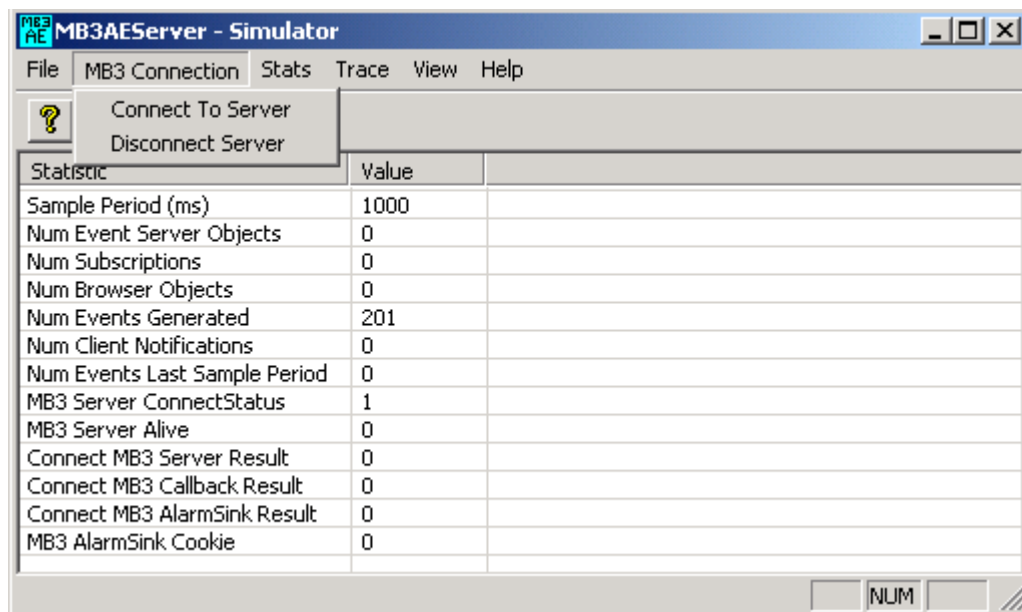 MB3 AE MB3AEServer - Simulator
File MB3 Connection Stats Trace View Help
Connect To Server
Disconnect Server
Statistic Value
Sample Period (ms) 1000
Num Event Server Objects 0
Num Subscriptions 0
Num Browser Objects 0
Num Events Generated 201
Num Client Notifications 0
Num Events Last Sample Period 0
MB3 Server ConnectStatus 1
MB3 Server Alive 0
Connect MB3 Server Result 0
Connect MB3 Callback Result 0
Connect MB3 AlarmSink Result 0
MB3 AlarmSink Cookie 0
NUM